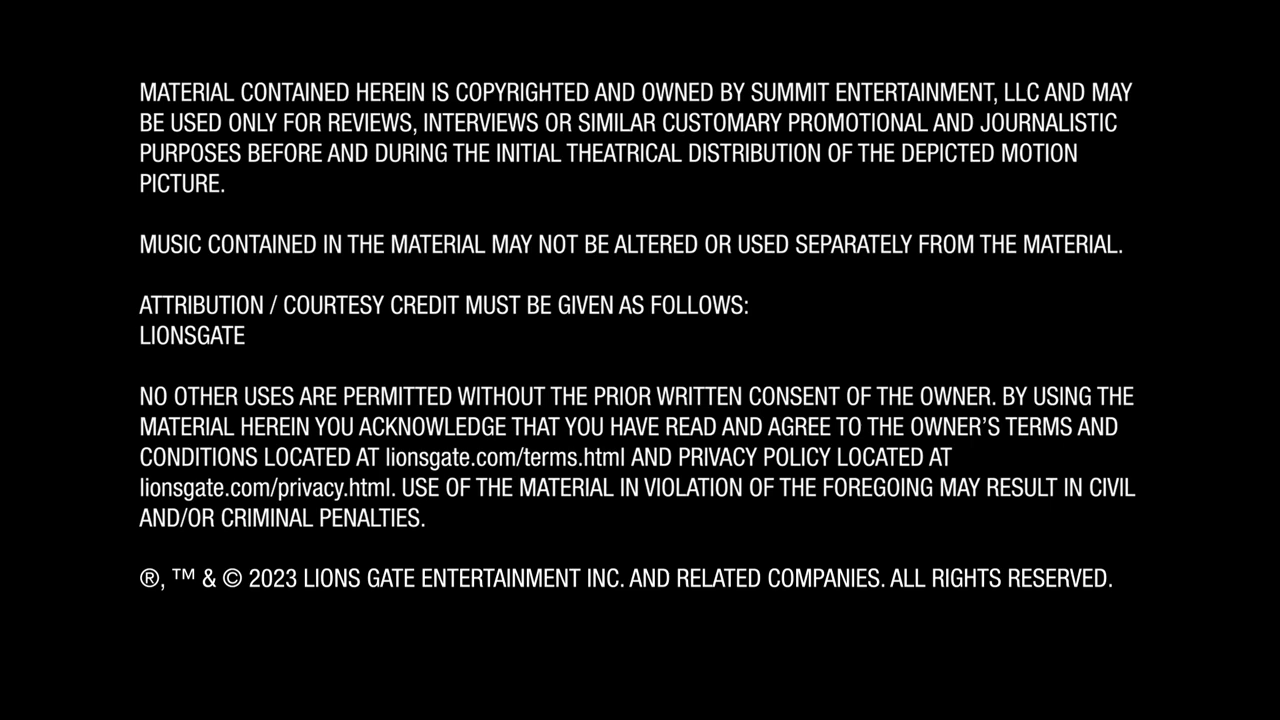 MATERIAL CONTAINED HEREIN IS COPYRIGHTED AND OWNED BY SUMMIT ENTERTAINMENT, LLC AND MAY
BE USED ONLY FOR REVIEWS, INTERVIEWS OR SIMILAR CUSTOMARY PROMOTIONAL AND JOURNALISTIC
PURPOSES BEFORE AND DURING THE INITIAL THEATRICAL DISTRIBUTION OF THE DEPICTED MOTION
PICTURE.
MUSIC CONTAINED IN THE MATERIAL MAY NOT BE ALTERED OR USED SEPARATELY FROM THE MATERIAL.
ATTRIBUTION / COURTESY CREDIT MUST BE GIVEN AS FOLLOWS:
LIONSGATE
NO OTHER USES ARE PERMITTED WITHOUT THE PRIOR WRITTEN CONSENT OF THE OWNER. BY USING THE
MATERIAL HEREIN YOU ACKNOWLEDGE THAT YOU HAVE READ AND AGREE TO THE OWNER’S TERMS AND
CONDITIONS LOCATED AT lionsgate.com/terms.html AND PRIVACY POLICY LOCATED AT
lionsgate.com/privacy.html. USE OF THE MATERIAL IN VIOLATION OF THE FOREGOING MAY RESULT IN CIVIL
AND/OR CRIMINAL PENALTIES.
®, ™ & © 2023 LIONS GATE ENTERTAINMENT INC. AND RELATED COMPANIES. ALL RIGHTS RESERVED.